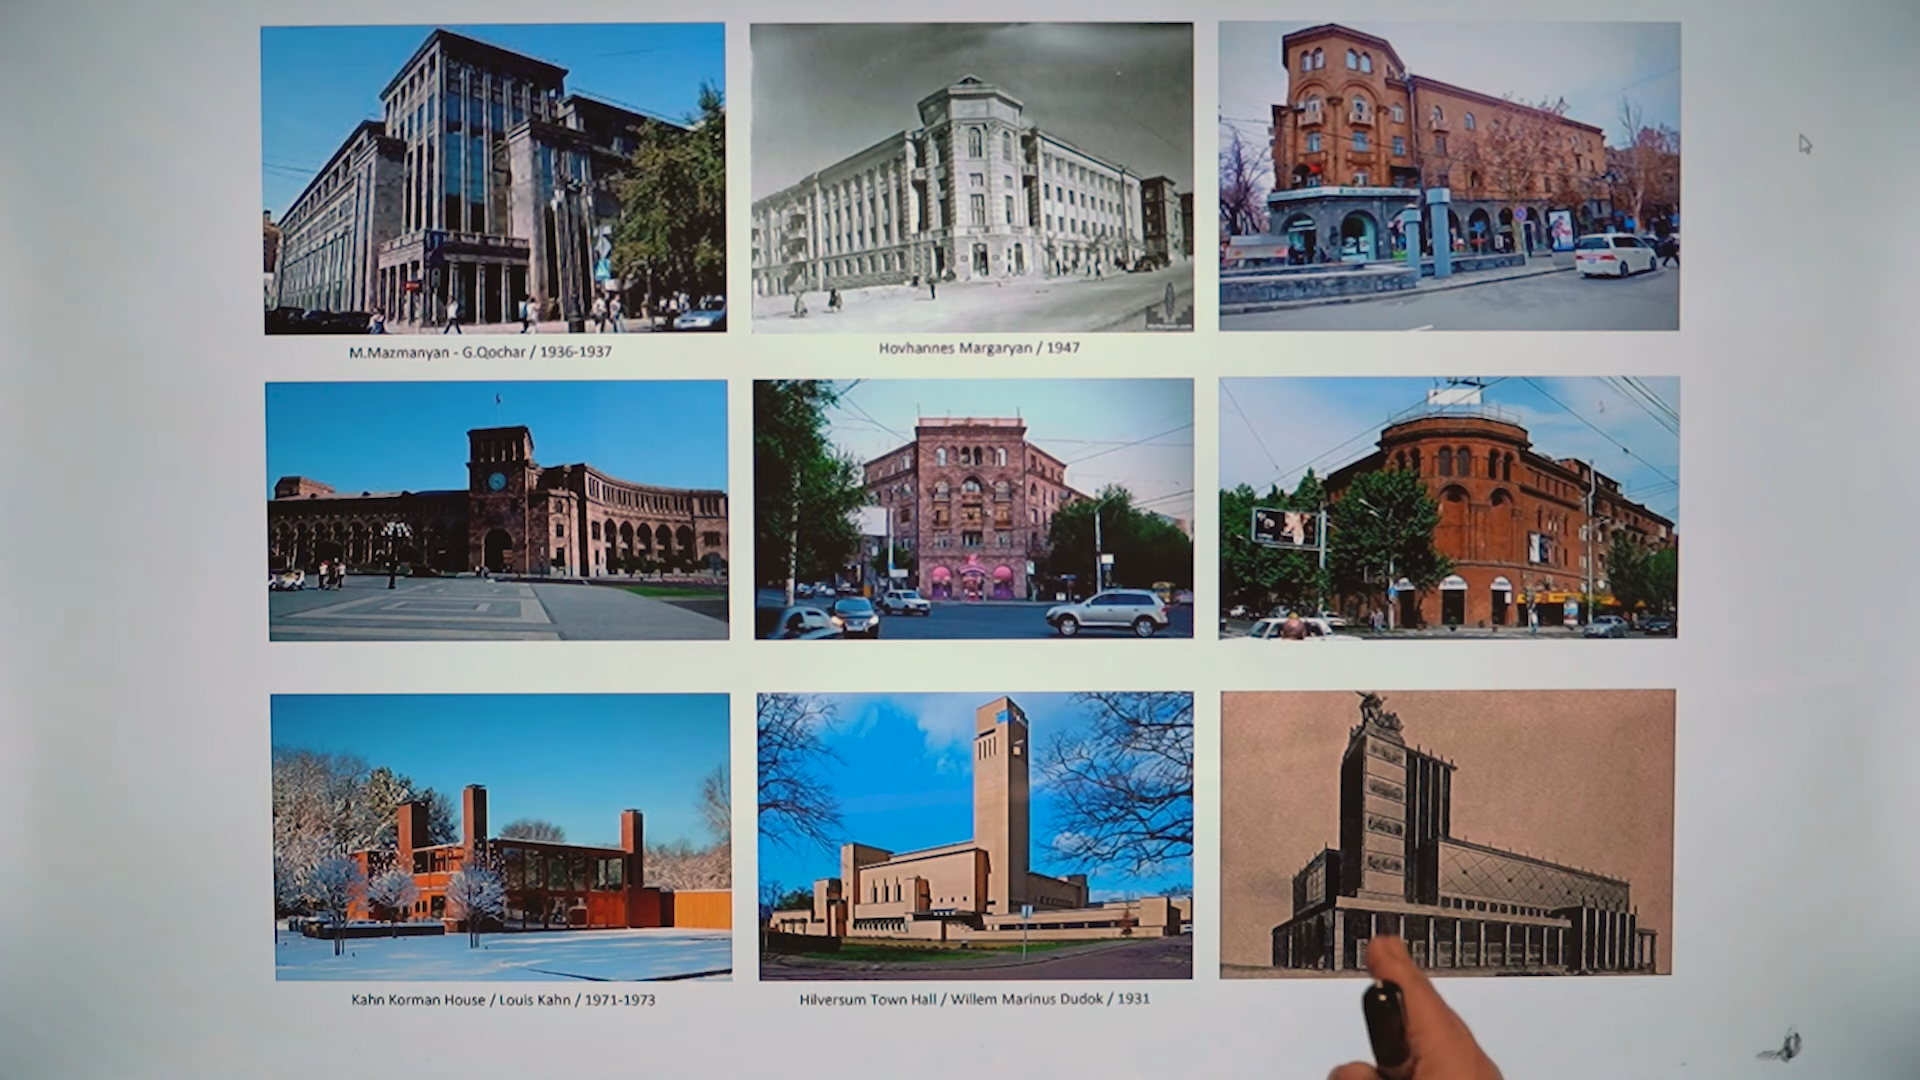 M.Mazmanyan - G.Qochar / 1936-1937
Hovhannes Margaryan / 1947
Kahn Korman House / Louis Kahn / 1971-1973
Hilversum Town Hall / Willem Marinus Dudok / 1931